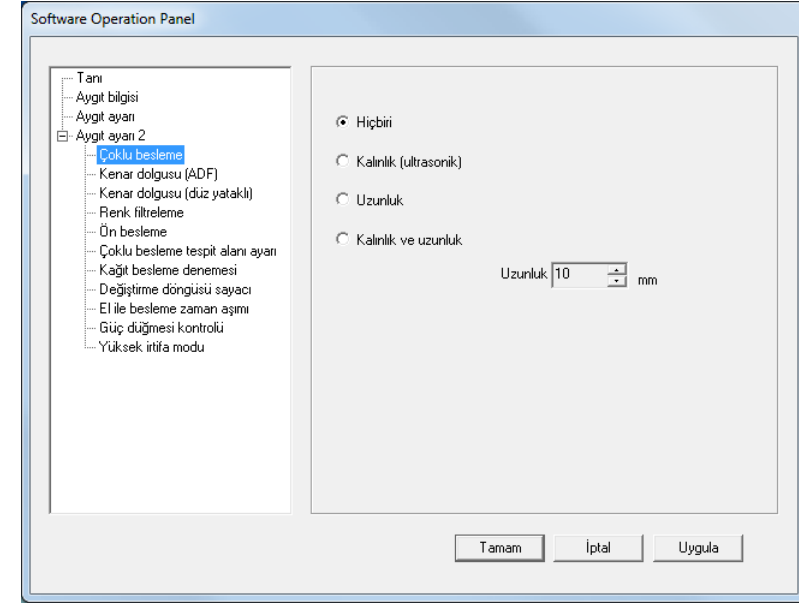 Software Operation Panel
Tanı
Aygıt bilgisi
Aygıt ayarı
Aygıt ayarı 2
Çoklu besleme
Kenar dolgusu (ADF)
Kenar dolgusu (düz yataklı)
Renk filtreleme
Ön besleme
Çoklu besleme tespit alanı ayarı
Kağıt besleme denemesi
Değiştirme döngüsü sayacı
El ile besleme zaman aşımı
Güç düğmesi kontrolü
Yüksek irtifa modu
Hiçbiri
Kalınlık (ultrasonik)
Uzunluk
Kalınlık ve uzunluk
Uzunluk 10 mm
Tamam İptal Uygula